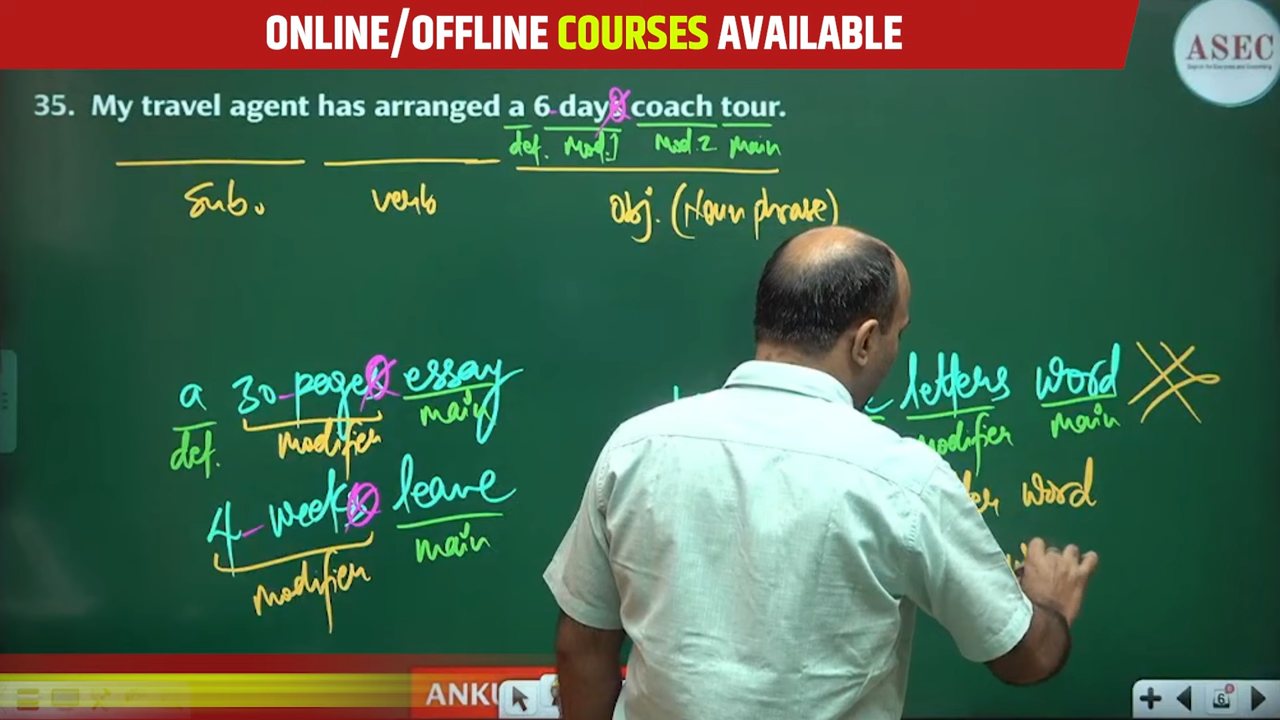 ONLINE/OFFLINE COURSES AVAILABLE
ASEC
35. My travel agent has arranged a 6-days coach tour.
def. Mod.1 Mod.2 main
Sub. verb Obj. (Noun phrase)
a 30-pages essay
def. modifier main
4-weeks leave
modifier main
letters word
modifier main
word
ANKU
6